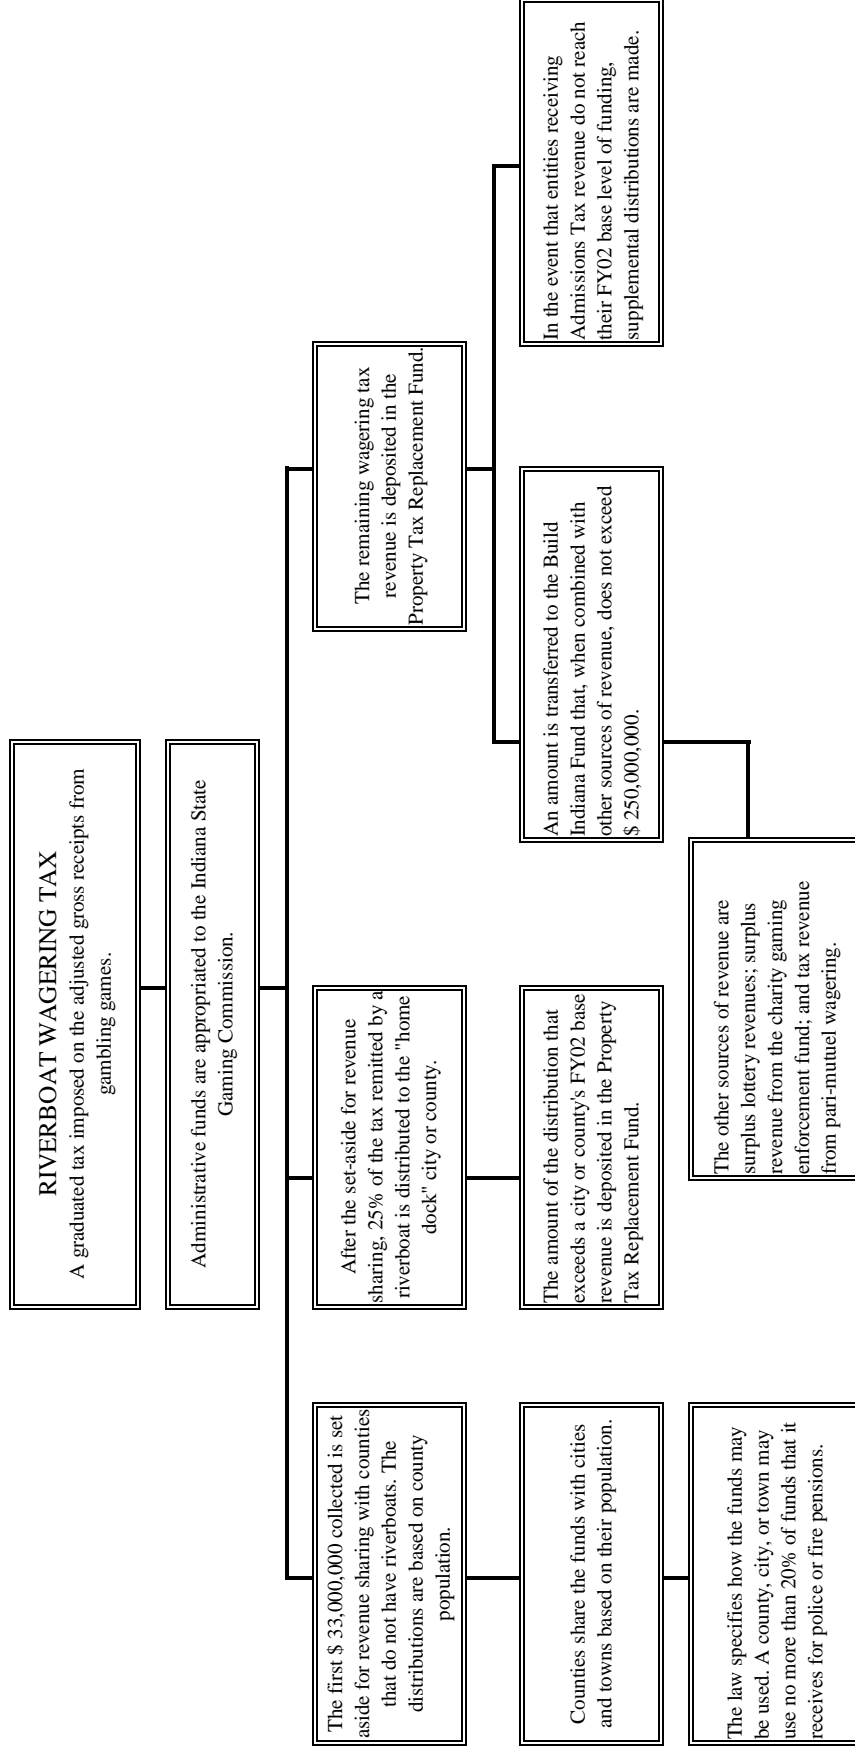 RIVERBOAT WAGERING TAX
A graduated tax imposed on the adjusted gross receipts from
gambling games.
Administrative funds are appropriated to the Indiana State
Gaming Commission.
The first $ 33,000,000 collected is set
aside for revenue sharing with counties
that do not have riverboats. The
distributions are based on county
population.
After the set-aside for revenue
sharing, 25% of the tax remitted by a
riverboat is distributed to the "home
dock" city or county.
The remaining wagering tax
revenue is deposited in the
Property Tax Replacement Fund.
Counties share the funds with cities
and towns based on their population.
The amount of the distribution that
exceeds a city or county's FY02 base
revenue is deposited in the Property
Tax Replacement Fund.
An amount is transferred to the Build
Indiana Fund that, when combined with
other sources of revenue, does not exceed
$ 250,000,000.
In the event that entities receiving
Admissions Tax revenue do not reach
their FY02 base level of funding,
supplemental distributions are made.
The law specifies how the funds may
be used. A county, city, or town may
use no more than 20% of funds that it
receives for police or fire pensions.
The other sources of revenue are
surplus lottery revenues; surplus
revenue from the charity gaming
enforcement fund; and tax revenue
from pari-mutuel wagering.